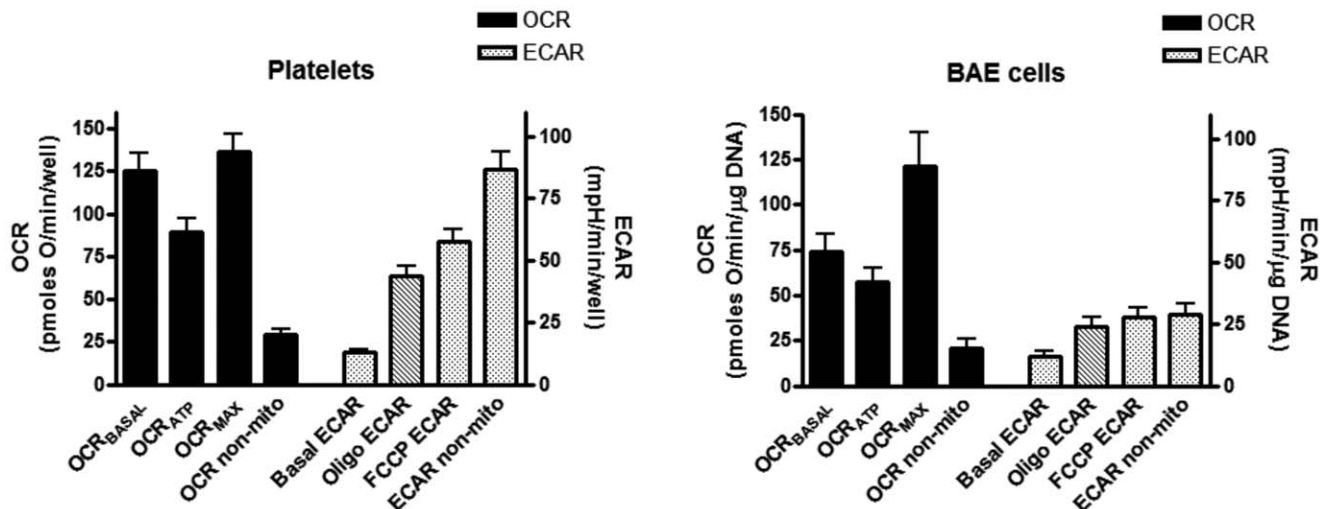 OCR
ECAR
Platelets
OCR
(pmoles O/min/well)
150
125
100
75
50
25
0
100
75
50
25
0
ECAR
(mpH/min/well)
OCRBASAL
OCRATP
OCRMAX
OCR non-mito
Basal ECAR
Oligo ECAR
FCCP ECAR
ECAR non-mito
OCR
ECAR
BAE cells
OCR
(pmoles O/min/µg DNA)
150
125
100
75
50
25
0
100
75
50
25
0
ECAR
(mpH/min/µg DNA)
OCRBASAL
OCRATP
OCRMAX
OCR non-mito
Basal ECAR
Oligo ECAR
FCCP ECAR
ECAR non-mito